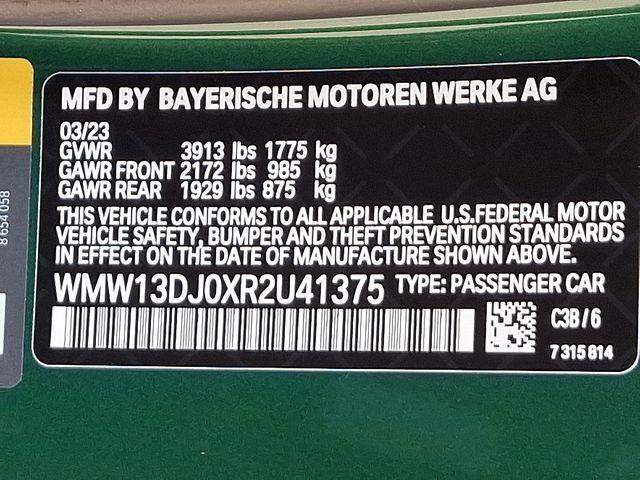 MFD BY BAYERISCHE MOTOREN WERKE AG
03/23
GVWR 3913 lbs 1775 kg
GAWR FRONT 2172 lbs 985 kg
GAWR REAR 1929 lbs 875 kg
THIS VEHICLE CONFORMS TO ALL APPLICABLE U.S.FEDERAL MOTOR
VEHICLE SAFETY, BUMPER AND THEFT PREVENTION STANDARDS
IN EFFECT ON THE DATE OF MANUFACTURE SHOWN ABOVE.
WMW13DJ0XR2U41375 TYPE: PASSENGER CAR
C3B/6
7315814
8 654 058